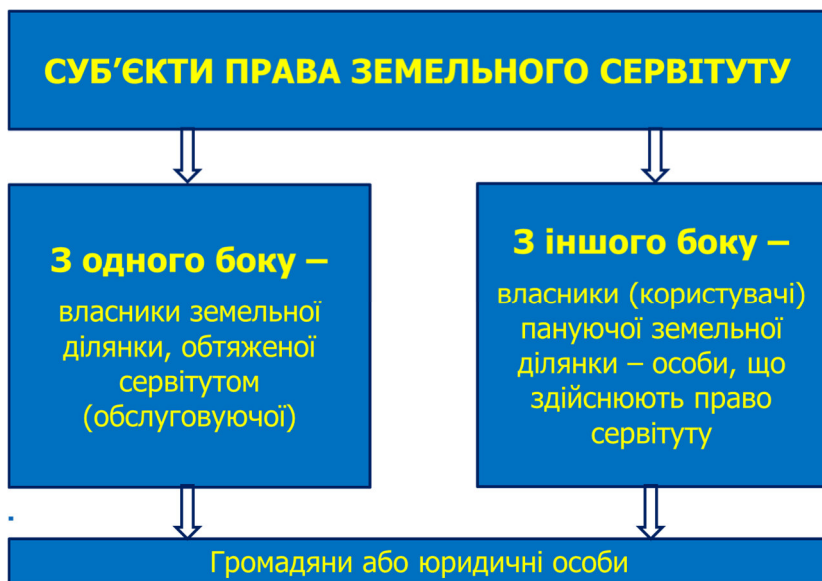 СУБ’ЄКТИ ПРАВА ЗЕМЕЛЬНОГО СЕРВІТУТУ
З одного боку –
власники земельної
ділянки, обтяженої
сервітутом
(обслуговуючої)
З іншого боку –
власники (користувачі)
пануючої земельної
ділянки – особи, що
здійснюють право
сервітуту
Громадяни або юридичні особи